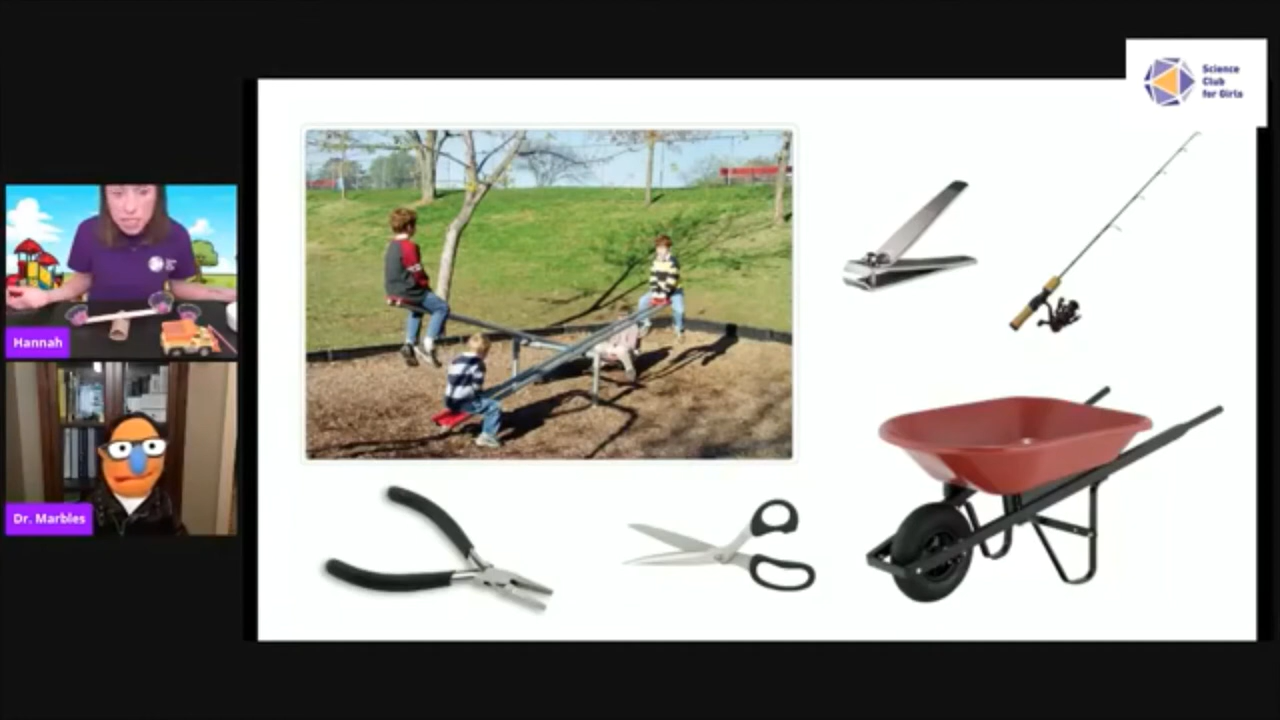 Science
Club
for Girls
Hannah
Dr. Marbles